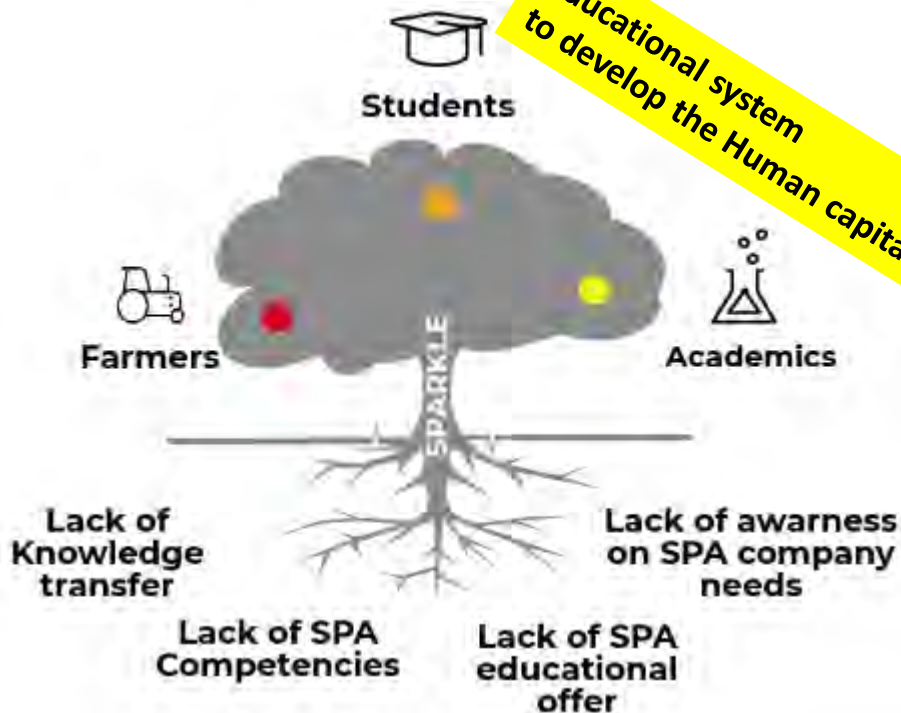 Students
ducational system
to develop the Human capita
Farmers
Academics
SPARKLE
Lack of
Knowledge
transfer
Lack of awarness
on SPA company
needs
Lack of SPA
Competencies
Lack of SPA
educational
offer